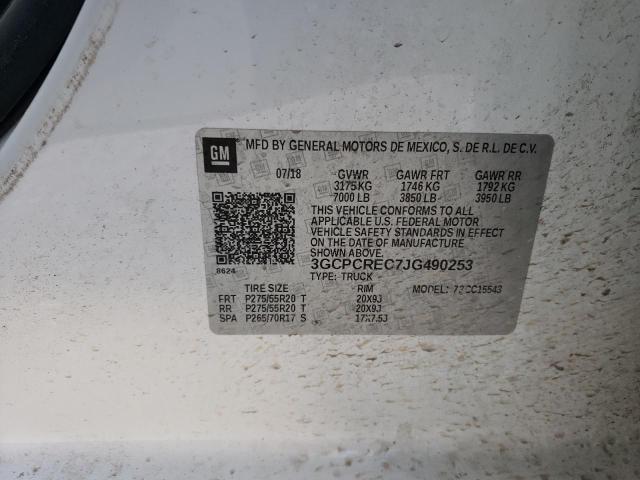 GM
MFD BY GENERAL MOTORS DE MEXICO, S. DE R.L. DE C.V.
07/18 GVWR GAWR FRT GAWR RR
3175 KG 1746 KG 1792 KG
7000 LB 3850 LB 3950 LB
THIS VEHICLE CONFORMS TO ALL
APPLICABLE U.S. FEDERAL MOTOR
VEHICLE SAFETY STANDARDS IN EFFECT
ON THE DATE OF MANUFACTURE
SHOWN ABOVE.
3GCPCREC7JG490253
8624 TYPE: TRUCK
TIRE SIZE RIM MODEL: CC15543
FRT P275/55R20 T 20X9J
RR P275/55R20 T 20X9J
SPA P265/70R17 S 17X7.5J